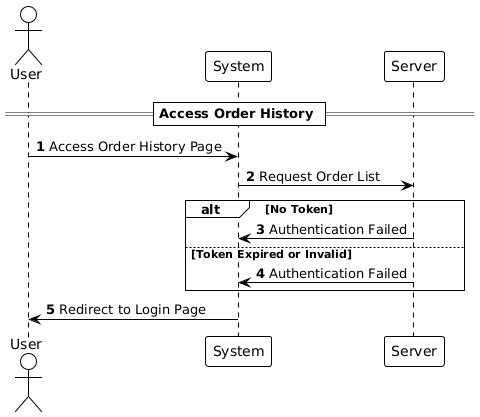 User
System
Server
Access Order History
1 Access Order History Page
2 Request Order List
alt [No Token]
3 Authentication Failed
[Token Expired or Invalid]
4 Authentication Failed
5 Redirect to Login Page
User
System
Server